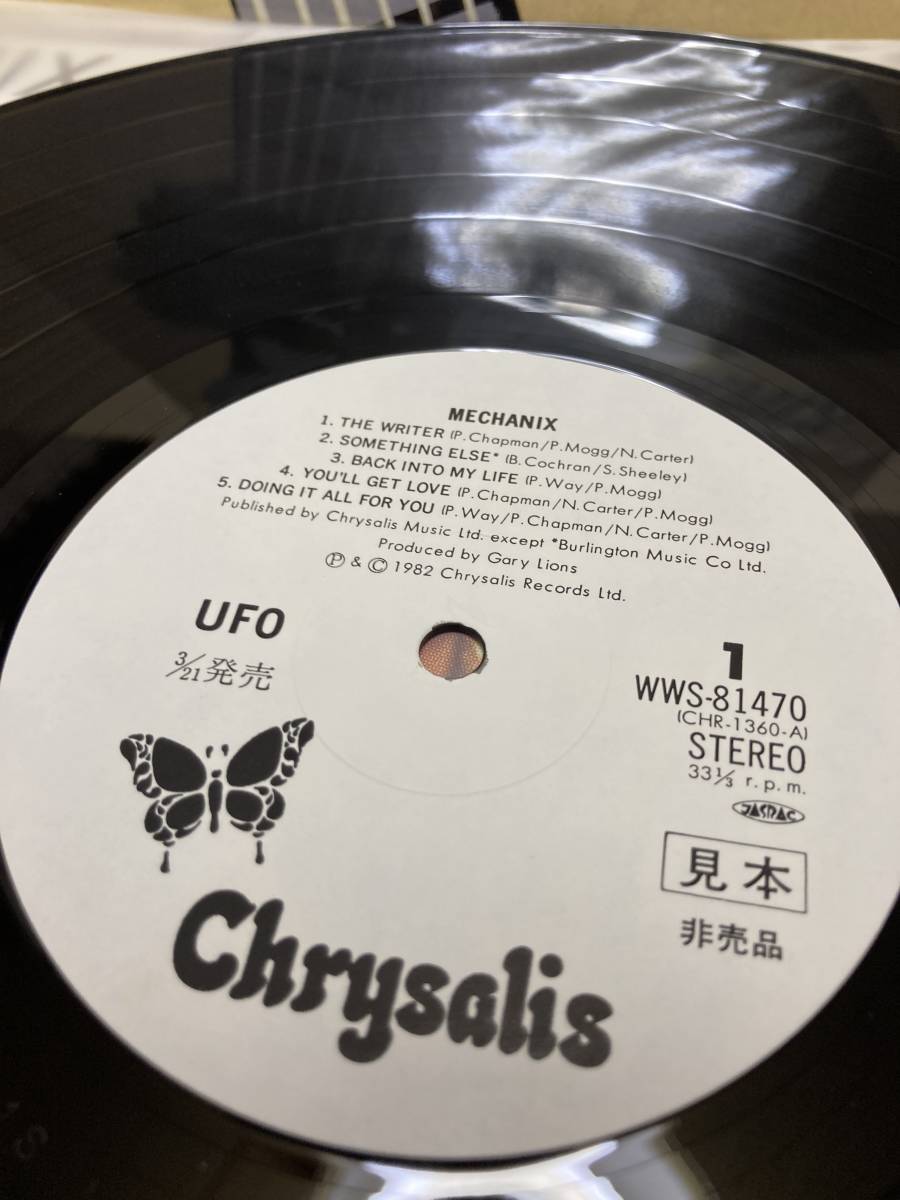 MECHANIX
1. THE WRITER (P.Chapman/P.Mogg/N.Carter)
2. SOMETHING ELSE* (B.Cochran/S.Sheeley)
3. BACK INTO MY LIFE (P.Way/P.Mogg)
4. YOU'LL GET LOVE (P.Chapman/N.Carter/P.Mogg)
5. DOING IT ALL FOR YOU (P.Way/P.Chapman/N.Carter/P.Mogg)
Published by Chrysalis Music Ltd. except *Burlington Music Co Ltd.
Produced by Gary Lions
Ⓟ & © 1982 Chrysalis Records Ltd.
UFO
3/21発売
1
WWS-81470
(CHR-1360-A)
STEREO
33⅓ r.p.m.
JASRAC
見本
非売品
Chrysalis